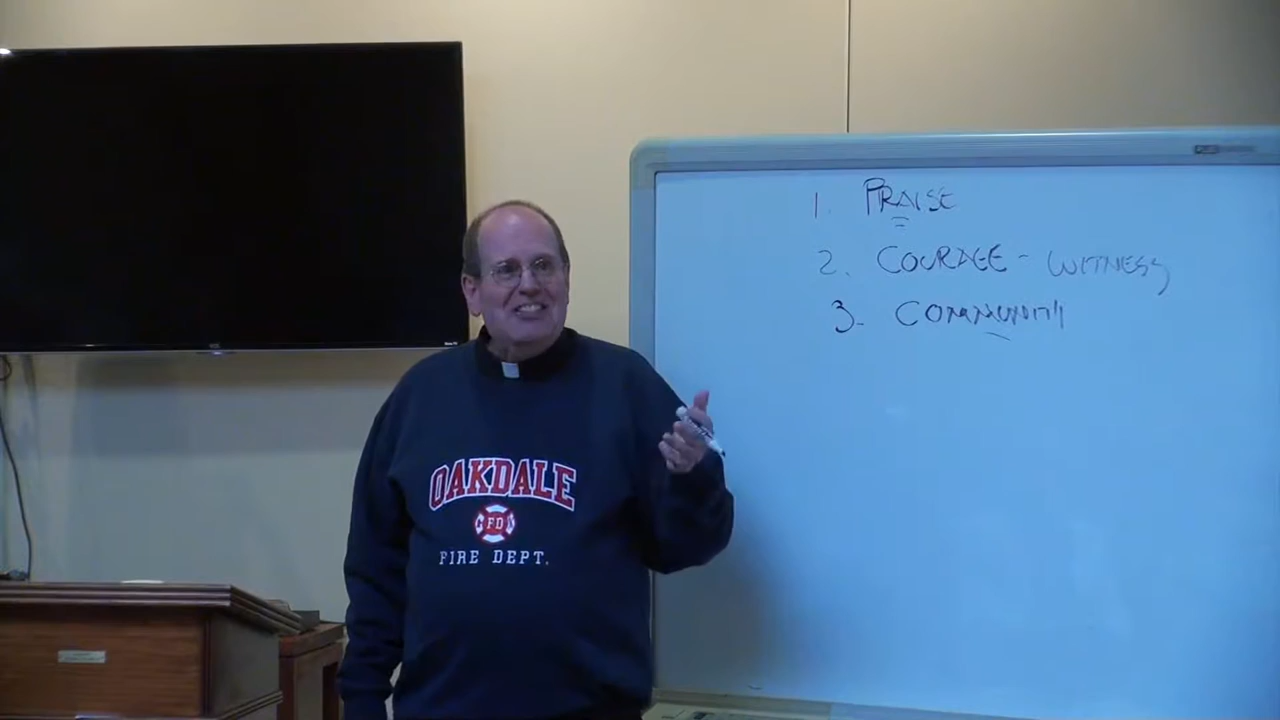 1. PRAISE
2. COURAGE - WITNESS
3. COMMUNITY
OAKDALE
FD
FIRE DEPT.